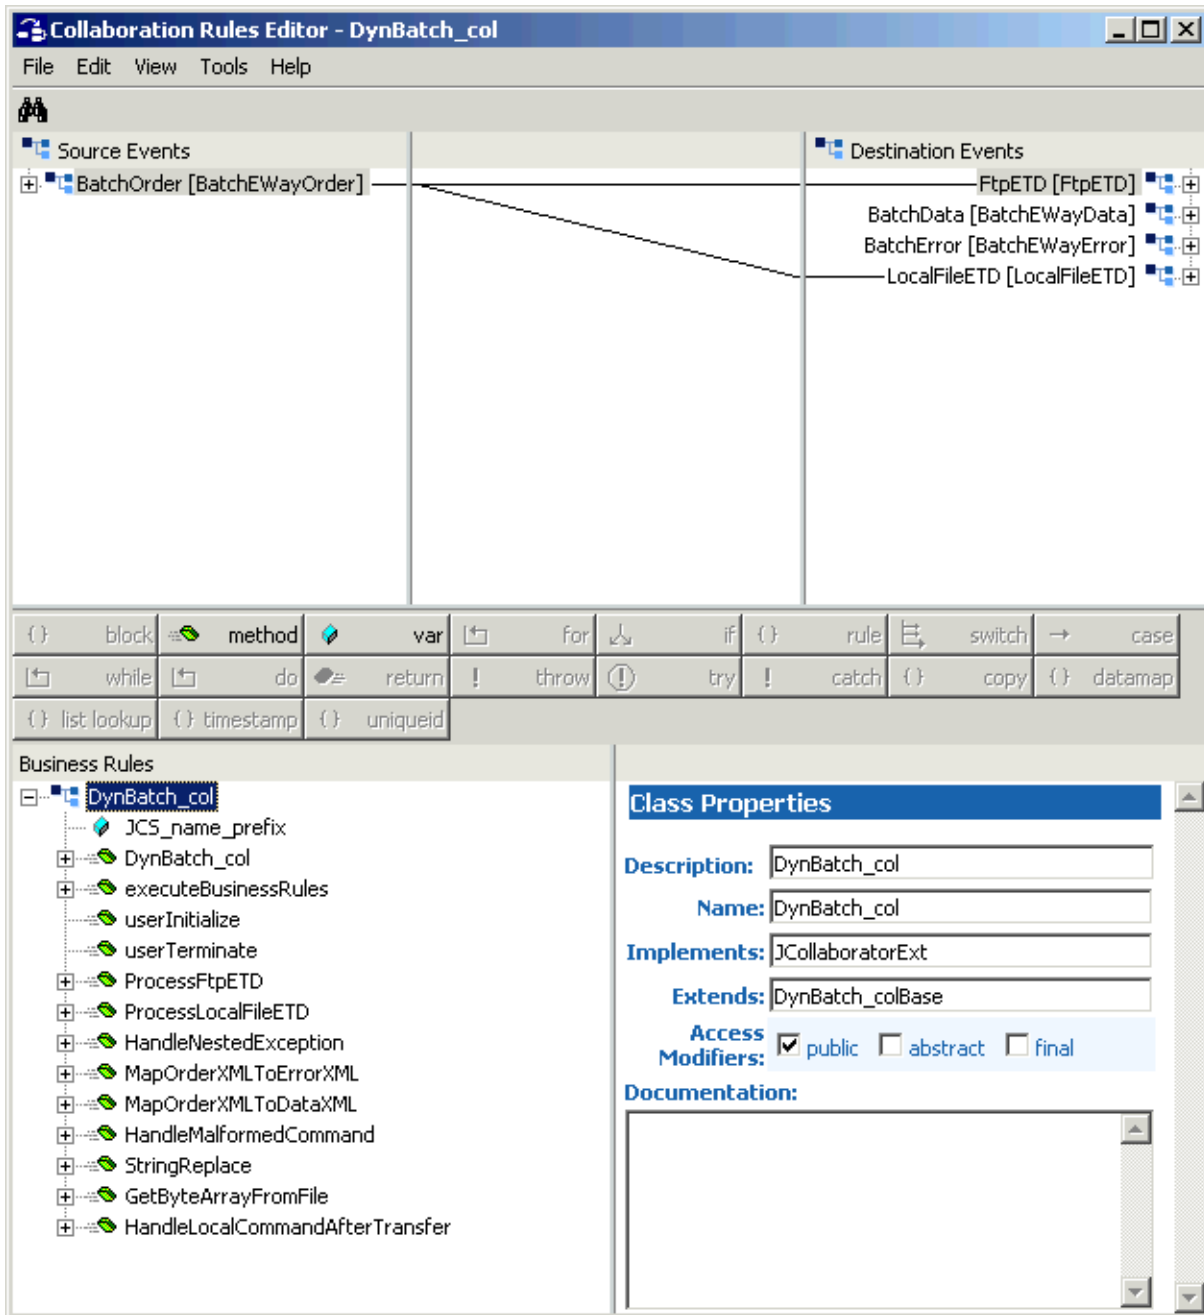 Collaboration Rules Editor - DynBatch_col
File Edit View Tools Help
Source Events
Destination Events
BatchOrder [BatchEWayOrder]
FtpETD [FtpETD]
BatchData [BatchEWayData]
BatchError [BatchEWayError]
LocalFileETD [LocalFileETD]
{} block method var for if {} rule switch case
while do return ! throw try ! catch {} copy {} datamap
{} list lookup {} timestamp {} uniqueid
Business Rules
DynBatch_col
JCS_name_prefix
DynBatch_col
executeBusinessRules
userInitialize
userTerminate
ProcessFtpETD
ProcessLocalFileETD
HandleNestedException
MapOrderXMLToErrorXML
MapOrderXMLToDataXML
HandleMalformedCommand
StringReplace
GetByteArrayFromFile
HandleLocalCommandAfterTransfer
Class Properties
Description: DynBatch_col
Name: DynBatch_col
Implements: JCollaboratorExt
Extends: DynBatch_colBase
Access Modifiers: public abstract final
Documentation: